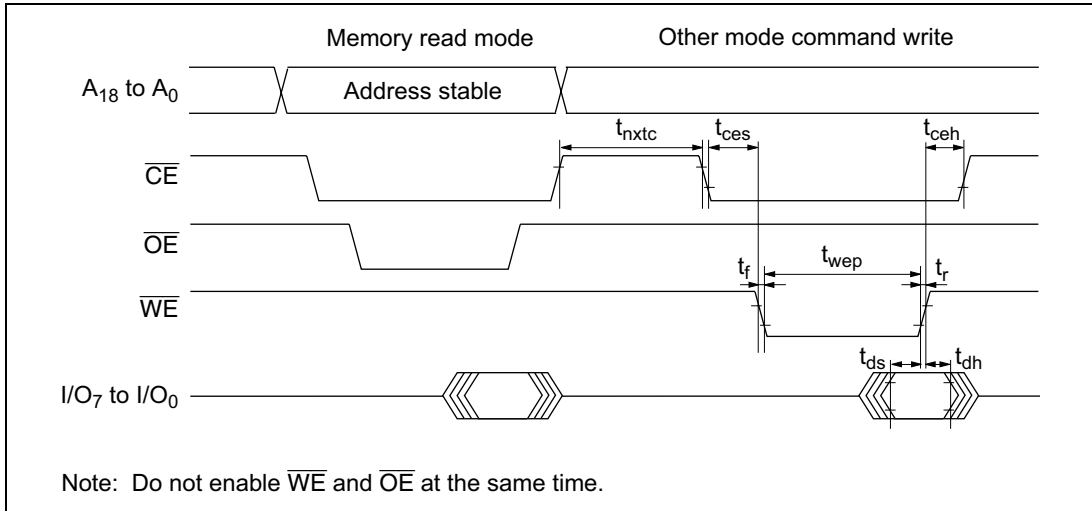 Memory read mode Other mode command write
A18 to A0 Address stable
tnxtc tces tceh
CE
OE
tf twep tr
WE
tds tdh
I/O7 to I/O0
Note: Do not enable WE and OE at the same time.